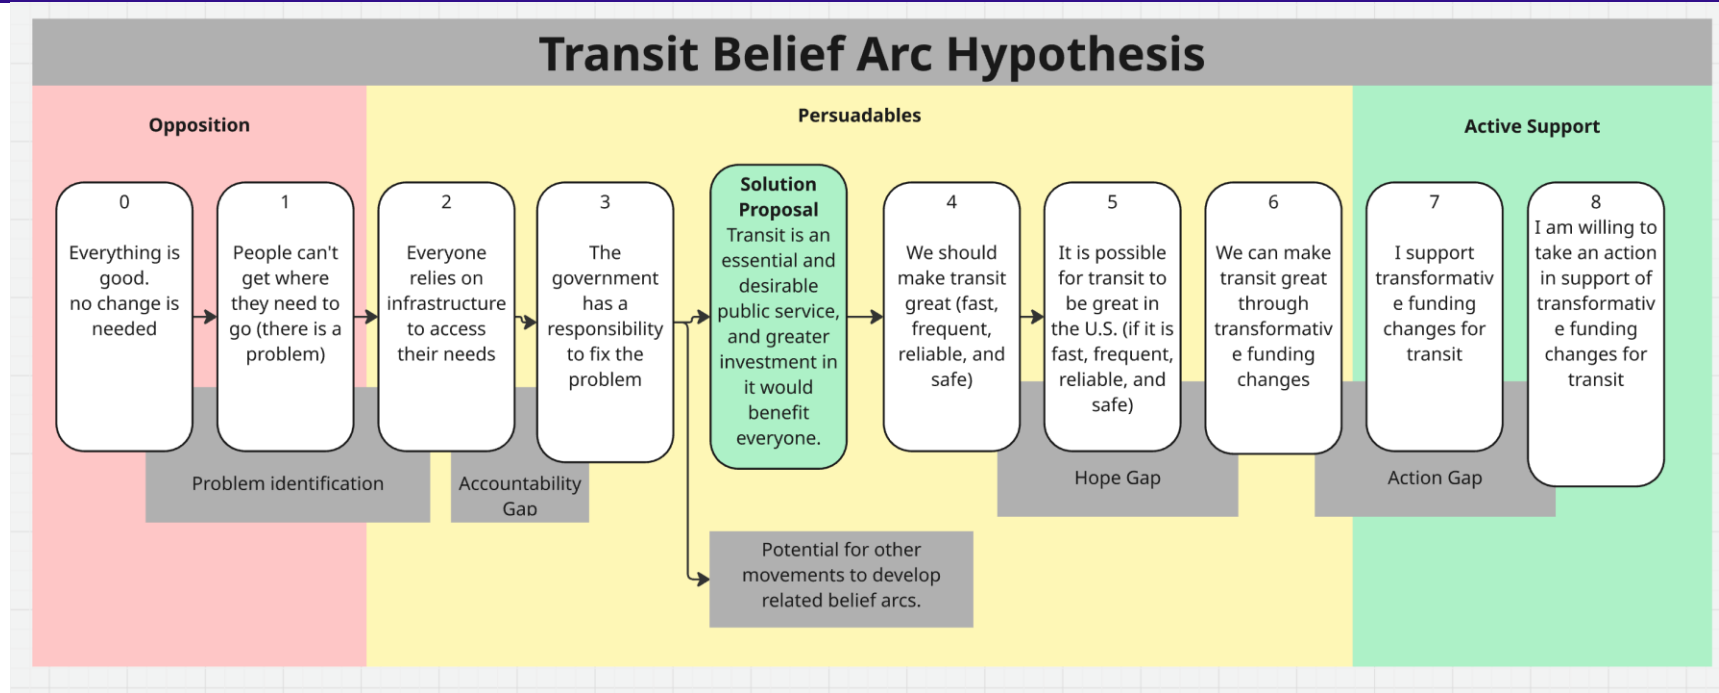 Transit Belief Arc Hypothesis
Opposition
Persuadables
Active Support
0
Everything is
good.
no change is
needed
1
People can't
get where
they need to
go (there is a
problem)
2
Everyone
relies on
infrastructure
to access
their needs
3
The
government
has a
responsibility
to fix the
problem
Solution
Proposal
Transit is an
essential and
desirable
public service,
and greater
investment in
it would
benefit
everyone.
4
We should
make transit
great (fast,
frequent,
reliable, and
safe)
5
It is possible
for transit to
be great in
the U.S. (if it is
fast, frequent,
reliable, and
safe)
6
We can make
transit great
through
transformativ
e funding
changes
7
I support
transformativ
e funding
changes for
transit
8
I am willing to
take an action
in support of
transformativ
e funding
changes for
transit
Problem identification
Accountability
Gap
Hope Gap
Action Gap
Potential for other
movements to develop
related belief arcs.